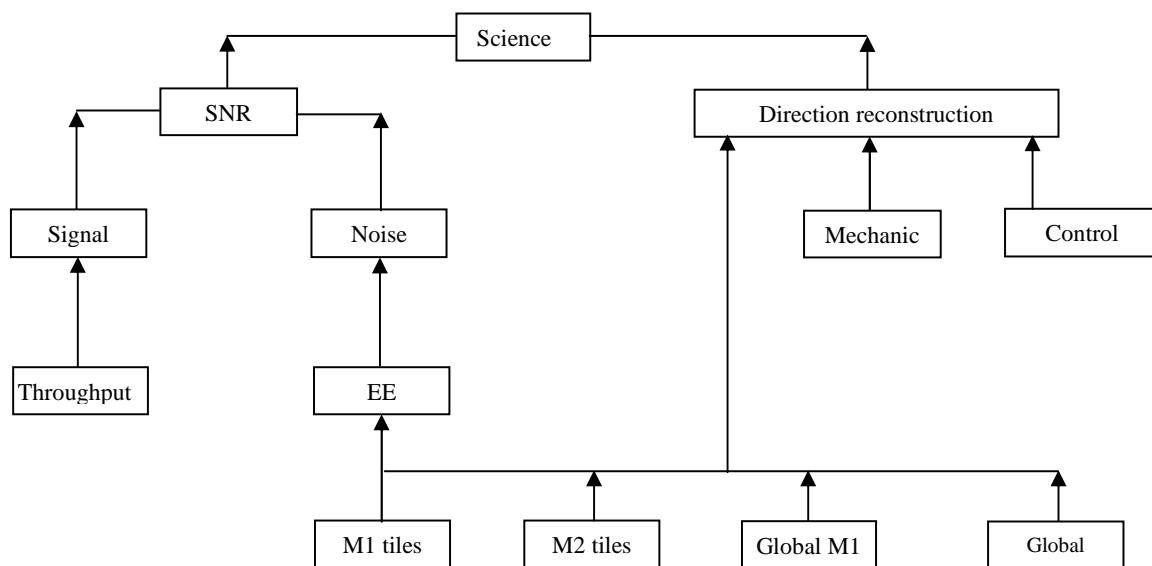 Science
SNR
Direction reconstruction
Signal
Noise
Mechanic
Control
Throughput
EE
M1 tiles
M2 tiles
Global M1
Global